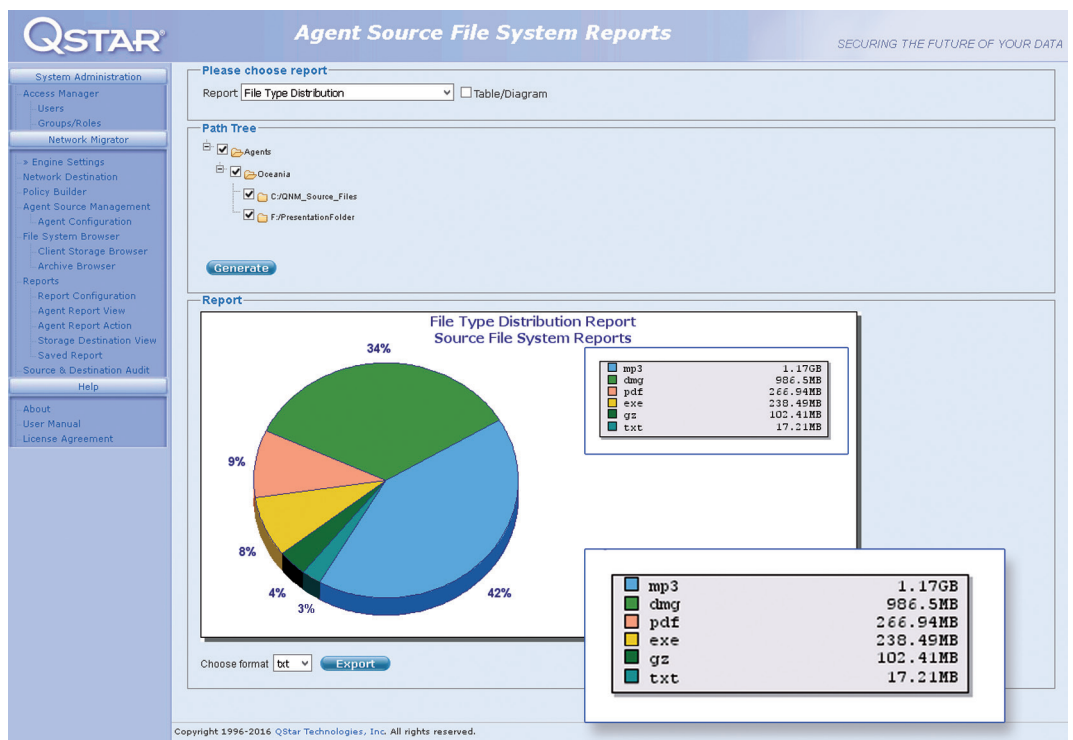 QSTAR®
Agent Source File System Reports
SECURING THE FUTURE OF YOUR DATA
System Administration
Access Manager
Users
Groups/Roles
Network Migrator
» Engine Settings
Network Destination
Policy Builder
Agent Source Management
Agent Configuration
File System Browser
Client Storage Browser
Archive Browser
Reports
Report Configuration
Agent Report View
Agent Report Action
Storage Destination View
Saved Report
Source & Destination Audit
Help
About
User Manual
License Agreement
Please choose report
Report File Type Distribution Table/Diagram
Path Tree
Agents
Oceania
C:/QNM_Source_Files
F:/PresentationFolder
Generate
Report
File Type Distribution Report
Source File System Reports
34%
9%
8%
4%
3%
42%
mp3 1.17GB
dmg 986.5MB
pdf 266.94MB
exe 238.49MB
gz 102.41MB
txt 17.21MB
mp3 1.17GB
dmg 986.5MB
pdf 266.94MB
exe 238.49MB
gz 102.41MB
txt 17.21MB
Choose format txt Export
Copyright 1996-2016 QStar Technologies, Inc. All rights reserved.